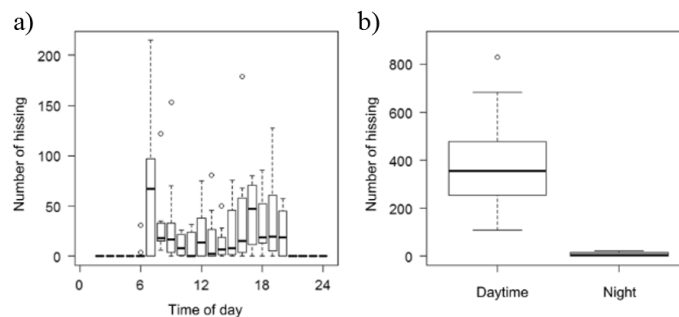 a)
Number of hissing
200
150
100
50
0
0 6 12 18 24
Time of day
b)
Number of hissing
800
600
400
200
0
Daytime Night